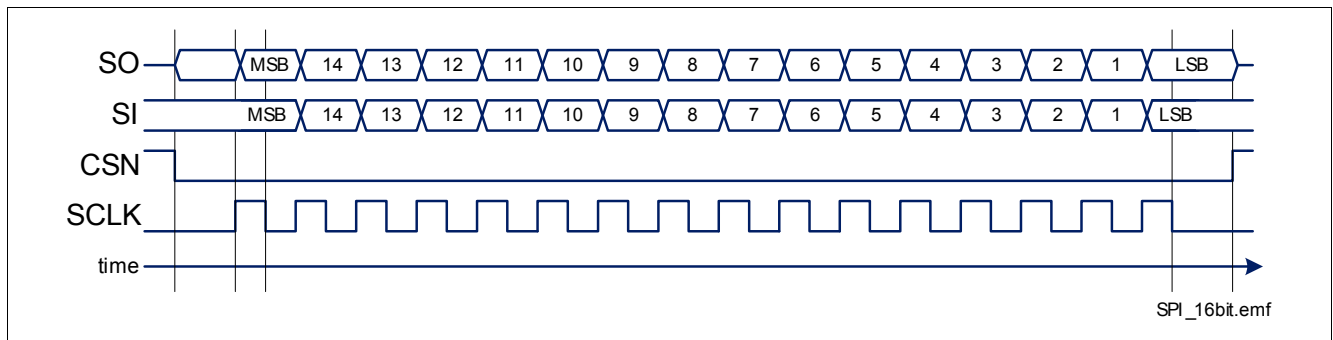 SO MSB 14 13 12 11 10 9 8 7 6 5 4 3 2 1 LSB
SI MSB 14 13 12 11 10 9 8 7 6 5 4 3 2 1 LSB
CSN
SCLK
time
SPI_16bit.emf